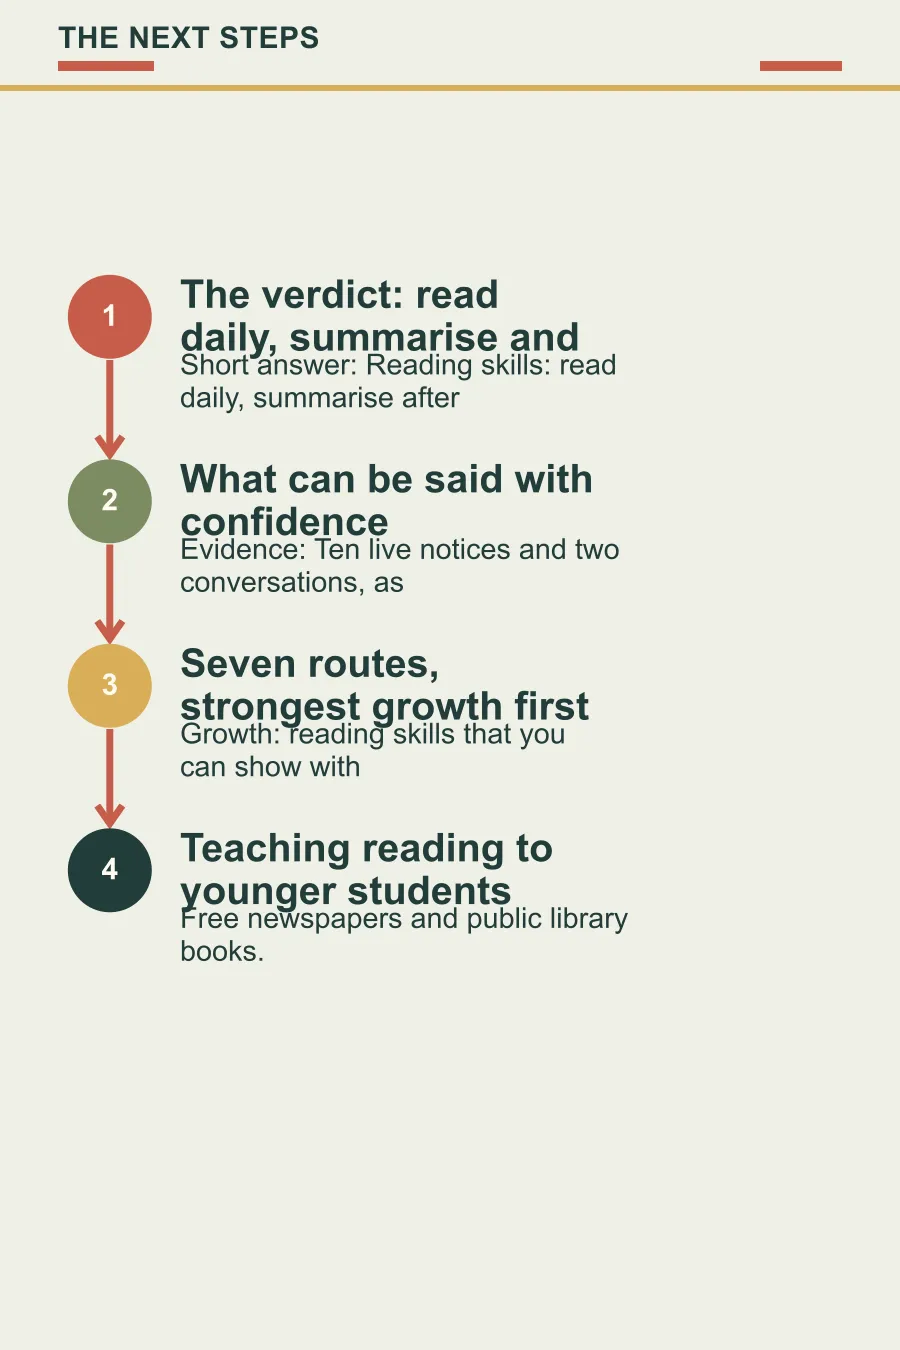 THE NEXT STEPS
1
The verdict: read
daily, summarise and
Short answer: Reading skills: read
daily, summarise after
2
What can be said with
confidence
Evidence: Ten live notices and two
conversations, as
3
Seven routes,
strongest growth first
Growth: reading skills that you
can show with
4
Teaching reading to
younger students
Free newspapers and public library
books.